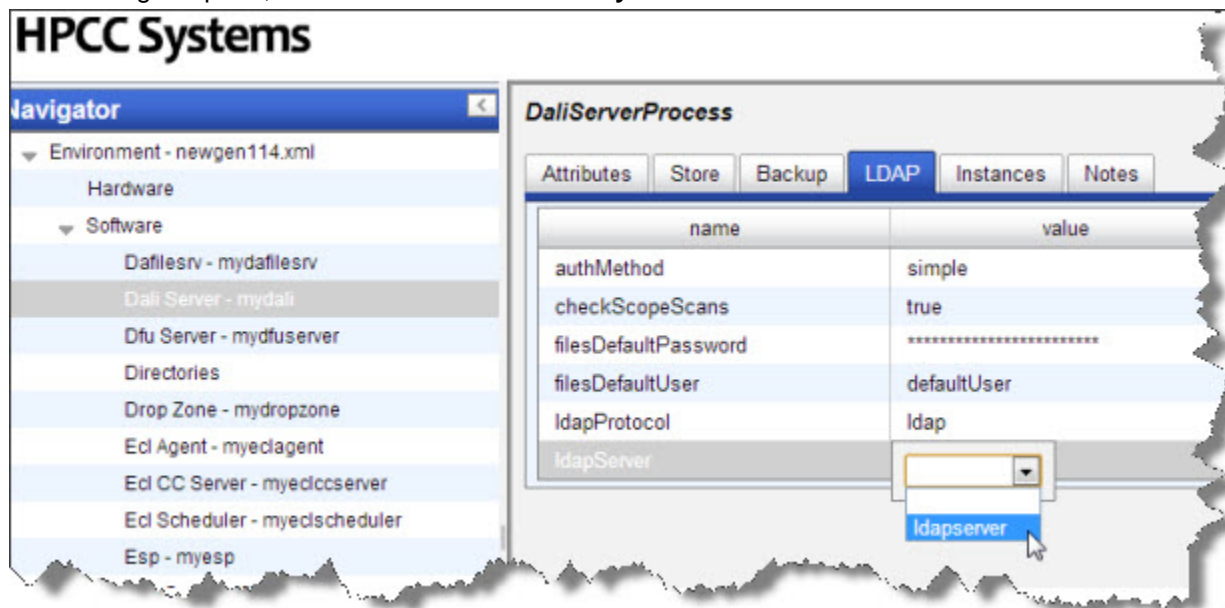 HPCC Systems
Navigator
Environment - newgen114.xml
Hardware
Software
Dafilesrv - mydafilesrv
Dali Server - mydali
Dfu Server - mydfuserver
Directories
Drop Zone - mydropzone
Ecl Agent - myeclagent
Ecl CC Server - myeclccserver
Ecl Scheduler - myeclscheduler
Esp - myesp
DaliServerProcess
Attributes Store Backup LDAP Instances Notes
name value
authMethod simple
checkScopeScans true
filesDefaultPassword ************************
filesDefaultUser defaultUser
ldapProtocol ldap
ldapServer
ldapserver